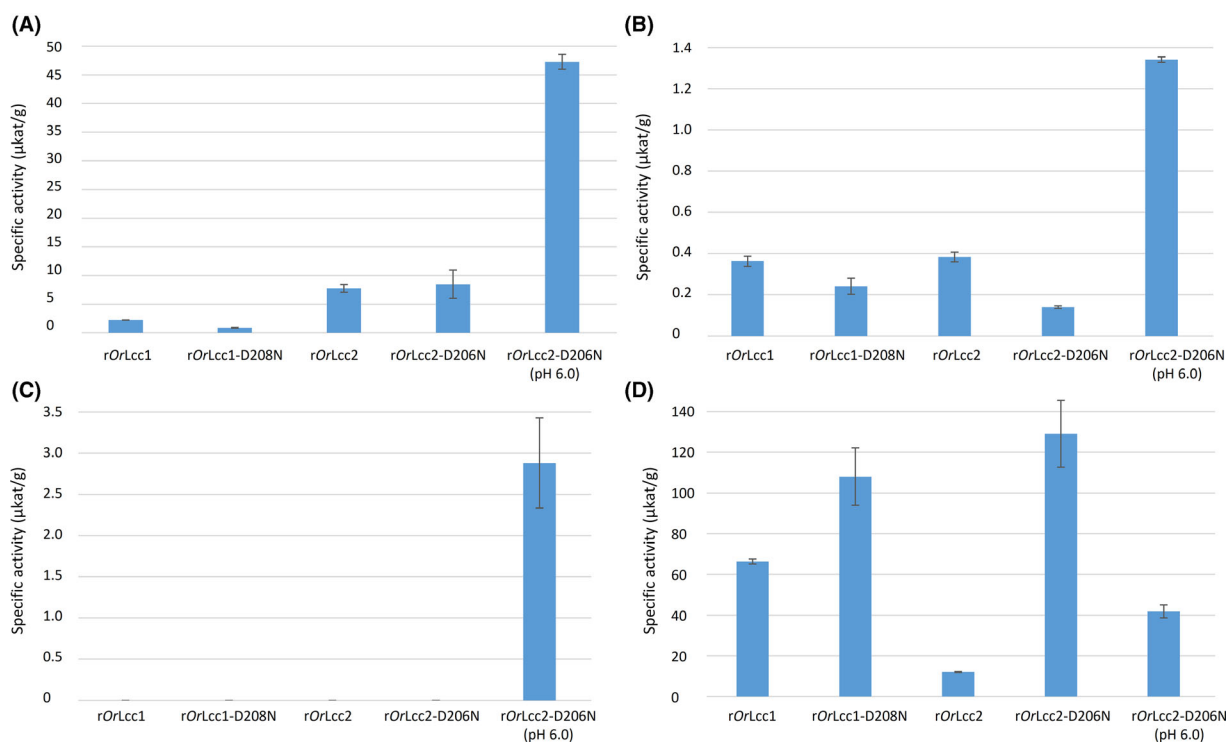 (A)
Specific activity (µkat/g)
50
45
40
35
30
25
20
15
10
5
0
rOrLcc1
rOrLcc1-D208N
rOrLcc2
rOrLcc2-D206N
rOrLcc2-D206N
(pH 6.0)
(B)
Specific activity (µkat/g)
1.4
1.2
1.0
0.8
0.6
0.4
0.2
0
rOrLcc1
rOrLcc1-D208N
rOrLcc2
rOrLcc2-D206N
rOrLcc2-D206N
(pH 6.0)
(C)
Specific activity (µkat/g)
3.5
3.0
2.5
2.0
1.5
1.0
0.5
0
rOrLcc1
rOrLcc1-D208N
rOrLcc2
rOrLcc2-D206N
rOrLcc2-D206N
(pH 6.0)
(D)
Specific activity (µkat/g)
140
120
100
80
60
40
20
0
rOrLcc1
rOrLcc1-D208N
rOrLcc2
rOrLcc2-D206N
rOrLcc2-D206N
(pH 6.0)